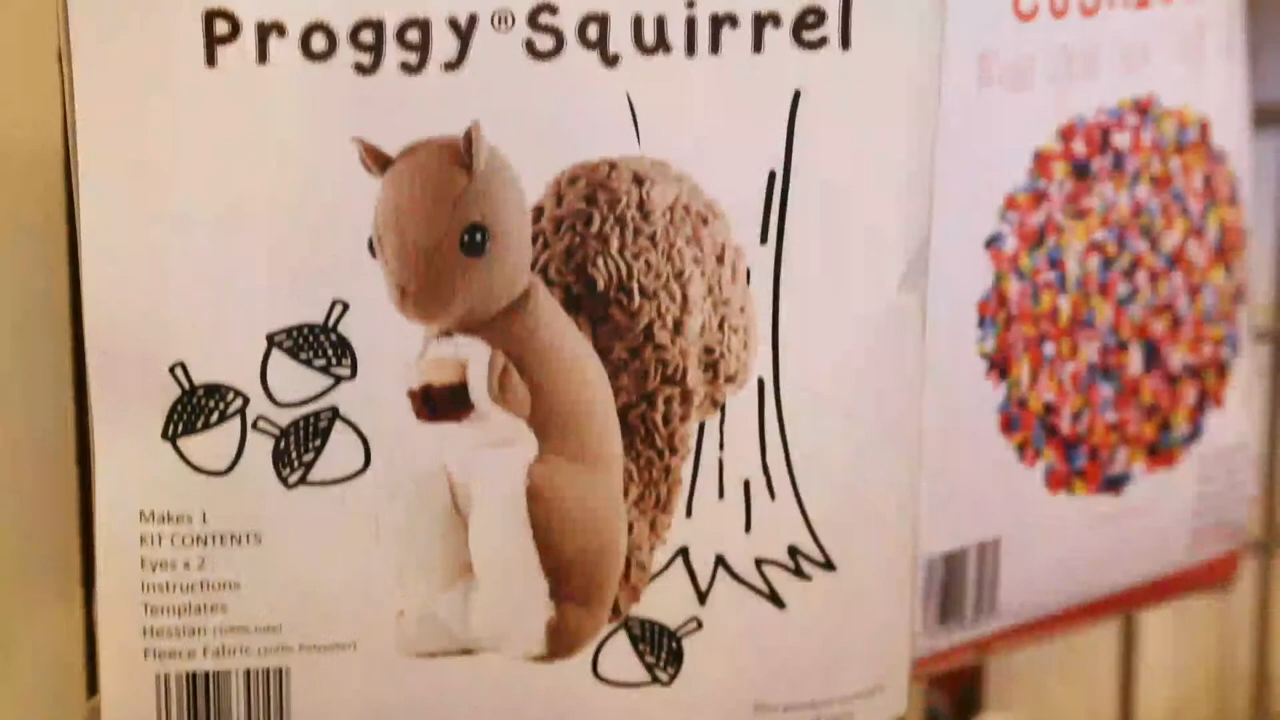 Proggy® Squirrel
Makes 1
KIT CONTENTS
Eyes x 2
Instructions
Templates
Hessian
Fleece Fabric